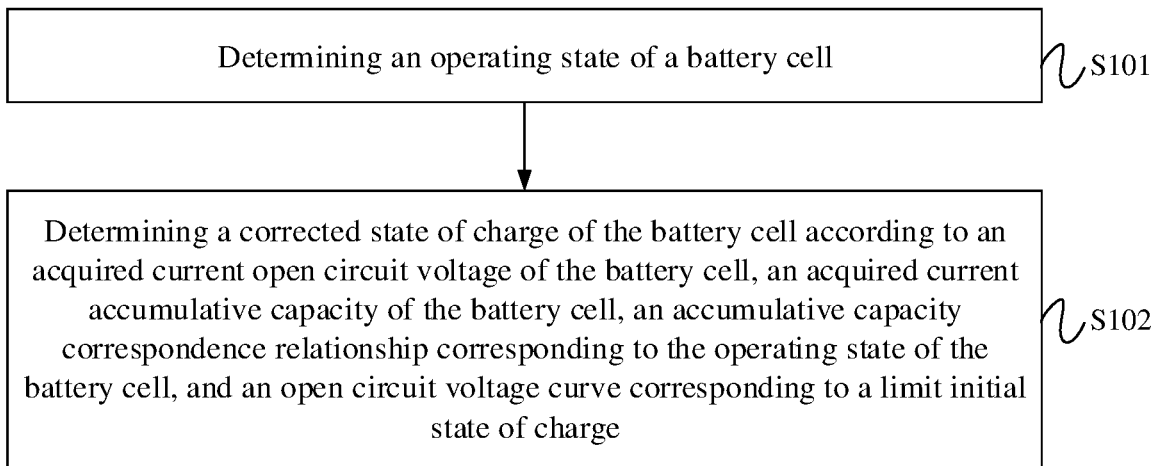 Determining an operating state of a battery cell
S101
Determining a corrected state of charge of the battery cell according to an
acquired current open circuit voltage of the battery cell, an acquired current
accumulative capacity of the battery cell, an accumulative capacity
correspondence relationship corresponding to the operating state of the
battery cell, and an open circuit voltage curve corresponding to a limit initial
state of charge
S102